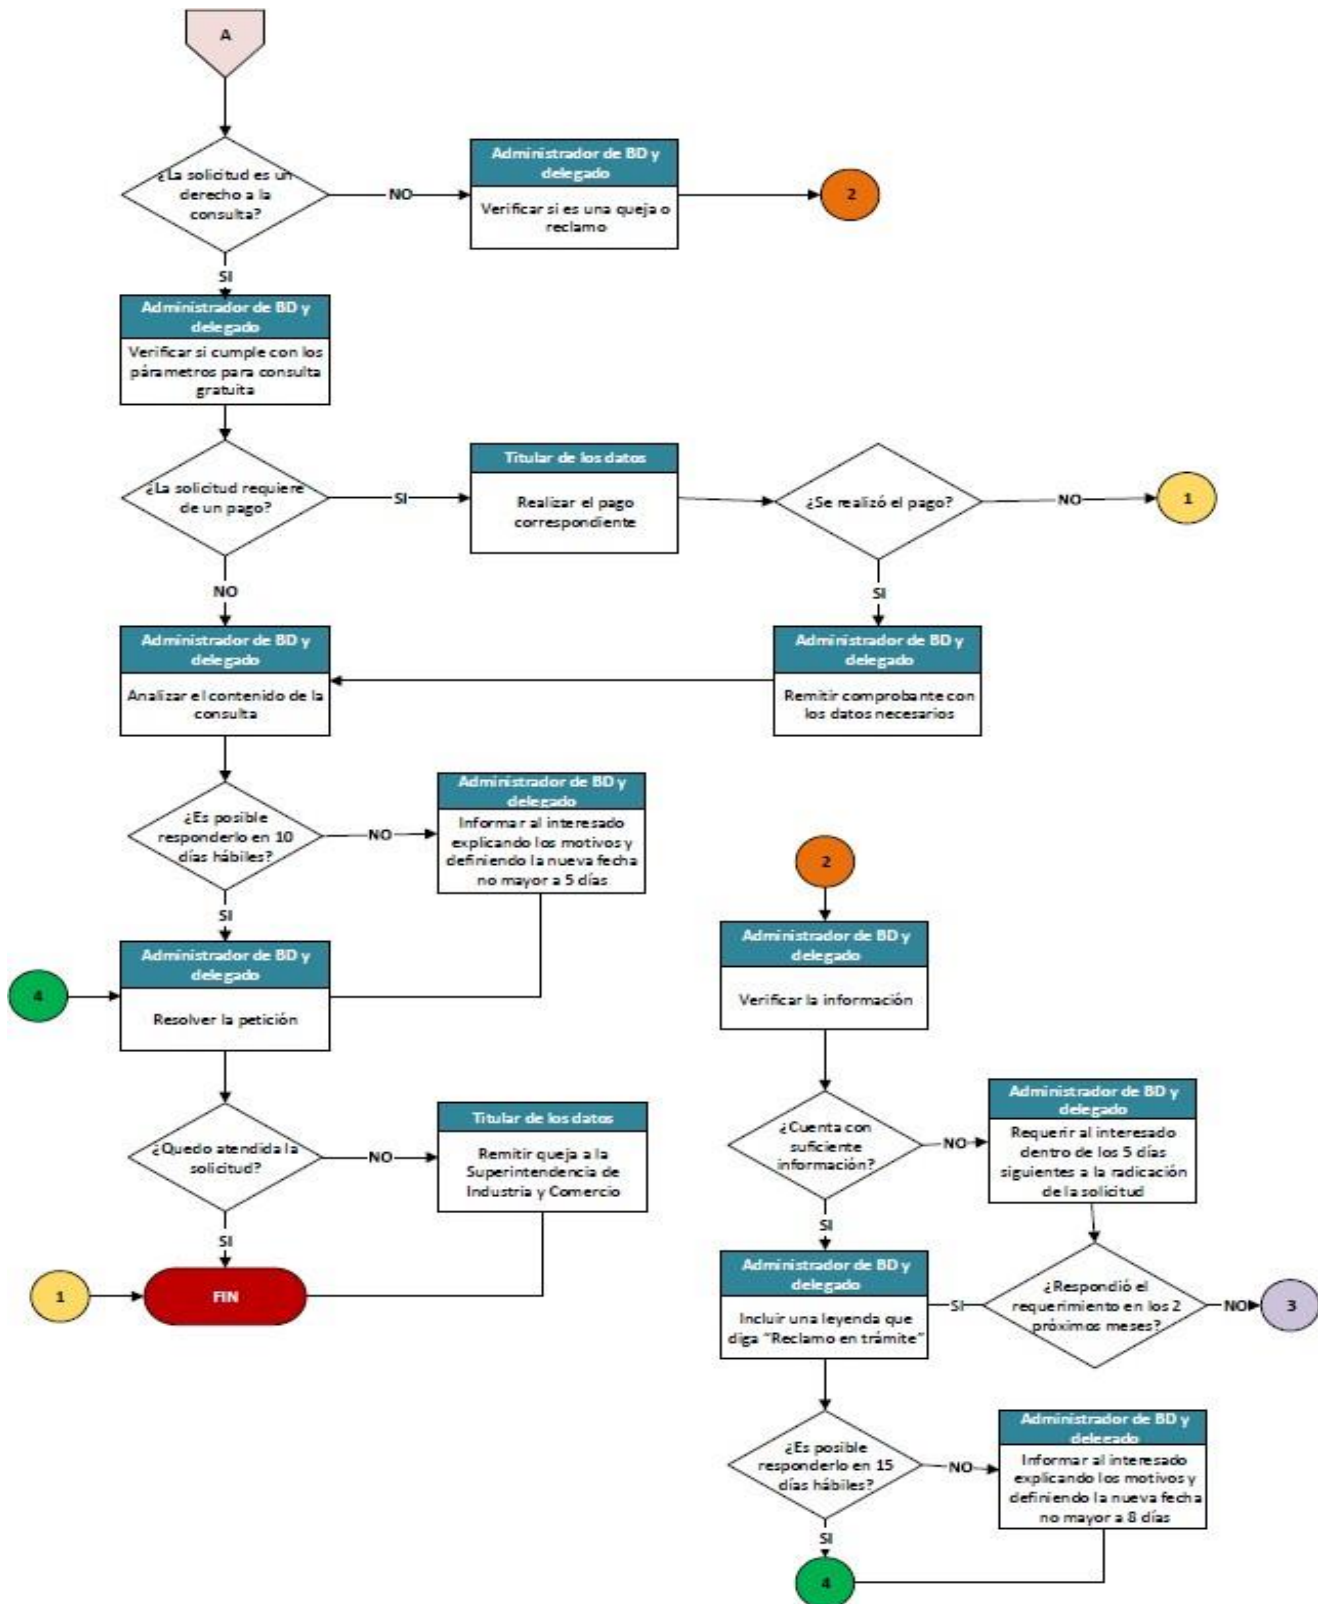 A
¿La solicitud es un
derecho a la
consulta?
NO
Administrador de BD y
delegado
Verificar si es una queja o
reclamo
2
SI
Administrador de BD y
delegado
Verificar si cumple con los
párametros para consulta
gratuita
¿La solicitud requiere
de un pago?
SI
Titular de los datos
Realizar el pago
correspondiente
¿Se realizó el pago?
NO
1
NO
SI
Administrador de BD y
delegado
Analizar el contenido de la
consulta
Administrador de BD y
delegado
Remitir comprobante con
los datos necesarios
¿Es posible
responderlo en 10
días hábiles?
NO
Administrador de BD y
delegado
Informar al interesado
explicando los motivos y
definiendo la nueva fecha
no mayor a 5 días
SI
4
Administrador de BD y
delegado
Resolver la petición
¿Quedo atendida la
solicitud?
NO
Titular de los datos
Remitir queja a la
Superintendencia de
Industria y Comercio
SI
1
FIN
2
Administrador de BD y
delegado
Verificar la información
¿Cuenta con
suficiente
información?
NO
Administrador de BD y
delegado
Requerir al interesado
dentro de los 5 días
siguientes a la radicación
de la solicitud
SI
Administrador de BD y
delegado
Incluir una leyenda que
diga “Reclamo en trámite”
SI
¿Respondió el
requerimiento en los 2
próximos meses?
NO
3
¿Es posible
responderlo en 15
días hábiles?
NO
Administrador de BD y
delegado
Informar al interesado
explicando los motivos y
definiendo la nueva fecha
no mayor a 8 días
SI
4